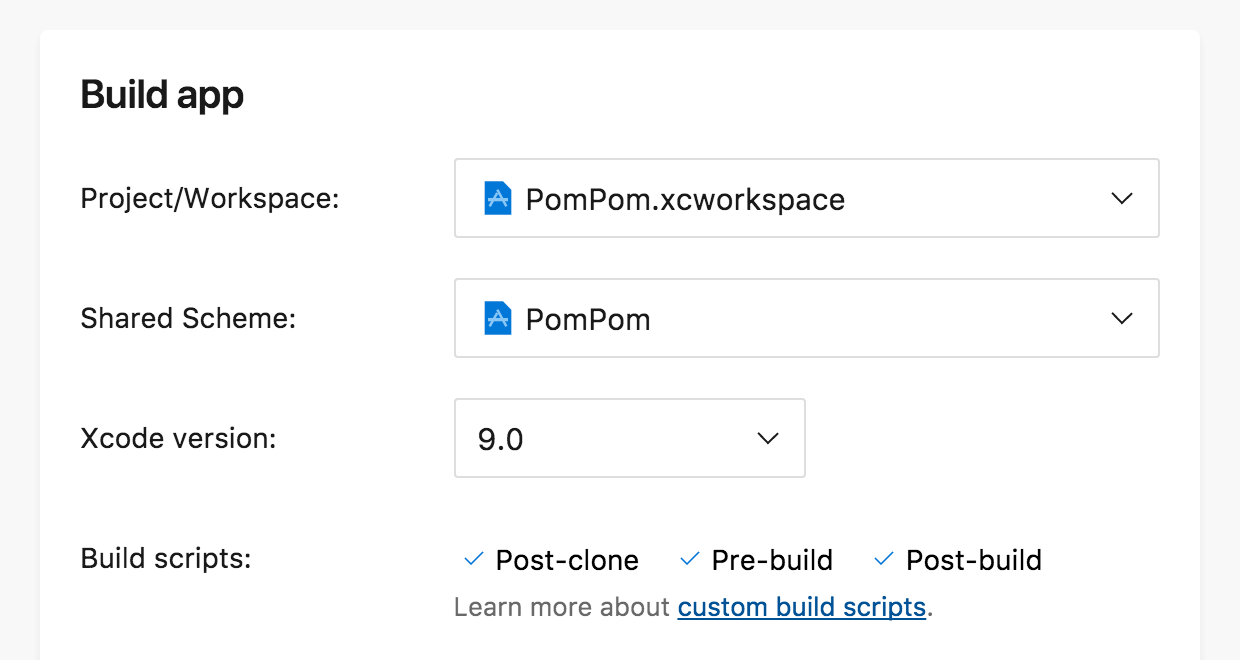 Build app
Project/Workspace: PomPom.xcworkspace
Shared Scheme: PomPom
Xcode version: 9.0
Build scripts: Post-clone Pre-build Post-build
Learn more about custom build scripts.